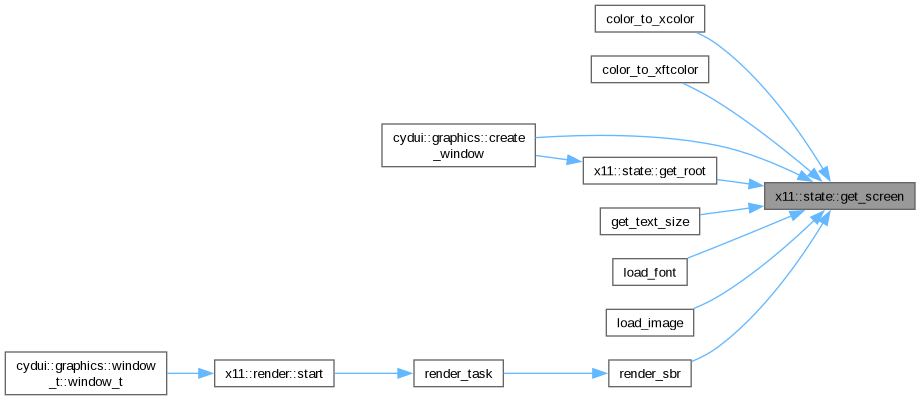 color_to_xcolor
color_to_xftcolor
cydui::graphics::create
_window
x11::state::get_root
x11::state::get_screen
get_text_size
load_font
load_image
cydui::graphics::window
_t::window_t
x11::render::start
render_task
render_sbr